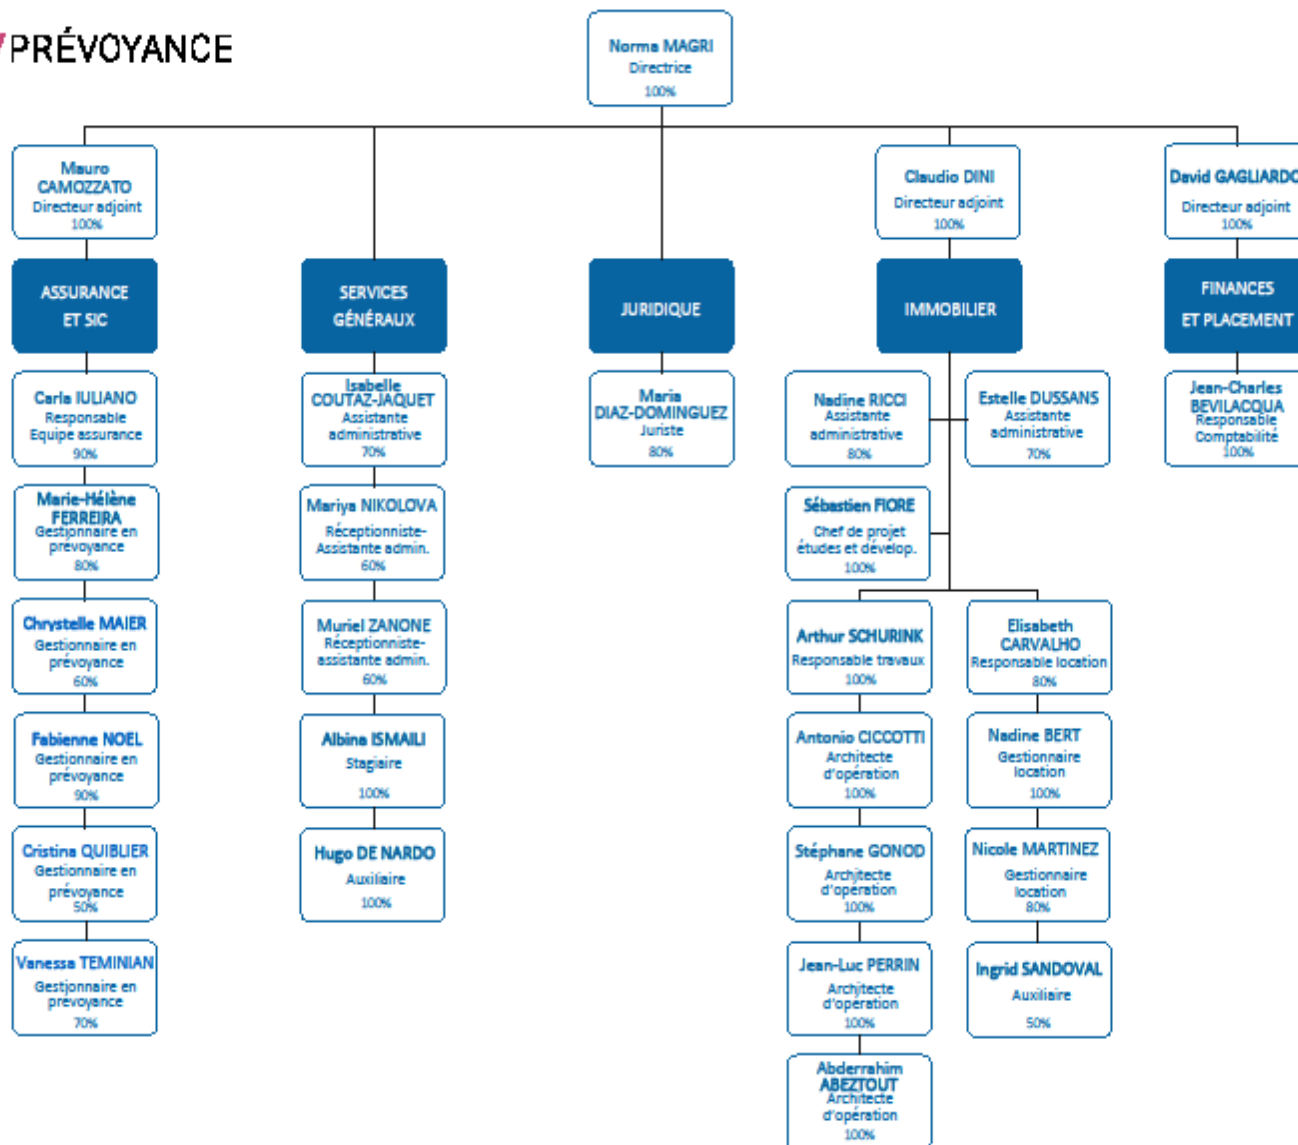 PRÉVOYANCE
Norma MAGRI
Directrice
100%
Mauro
CAMOZZATO
Directeur adjoint
100%
Claudio DINI
Directeur adjoint
100%
David GAGLIARDO
Directeur adjoint
100%
ASSURANCE
ET SIC
SERVICES
GÉNÉRAUX
JURIDIQUE
IMMOBILIER
FINANCES
ET PLACEMENT
Carla IULIANO
Responsable
Equipe assurance
90%
Marie-Hélène
FERREIRA
Gestionnaire en
prévoyance
80%
Chrystelle MAIER
Gestionnaire en
prévoyance
60%
Fabienne NOEL
Gestionnaire en
prévoyance
90%
Cristina QUIBLIER
Gestionnaire en
prévoyance
50%
Vanessa TEMINIAN
Gestionnaire en
prévoyance
70%
Isabelle
COUTAZ-JAQUET
Assistante
administrative
70%
Mariya NIKOLOVA
Réceptionniste-
Assistante admin.
60%
Muriel ZANONE
Réceptionniste-
assistante admin.
60%
Albina ISMAILI
Stagiaire
100%
Hugo DE NARDO
Auxiliaire
100%
Maria
DIAZ-DOMINGUEZ
Juriste
80%
Nadine RICCI
Assistante
administrative
80%
Estelle DUSSANS
Assistante
administrative
70%
Sébastien FIORE
Chef de projet
études et dévelop.
100%
Arthur SCHURINK
Responsable travaux
100%
Antonio CICCOTTI
Architecte
d'opération
100%
Stéphane GONOD
Architecte
d'opération
100%
Jean-Luc PERRIN
Architecte
d'opération
100%
Abderrahim
ABEZTOUT
Architecte
d'opération
100%
Elisabeth
CARVALHO
Responsable location
80%
Nadine BERT
Gestionnaire
location
100%
Nicole MARTINEZ
Gestionnaire
location
80%
Ingrid SANDOVAL
Auxiliaire
50%
Jean-Charles
BEVILACQUA
Responsable
Comptabilité
100%